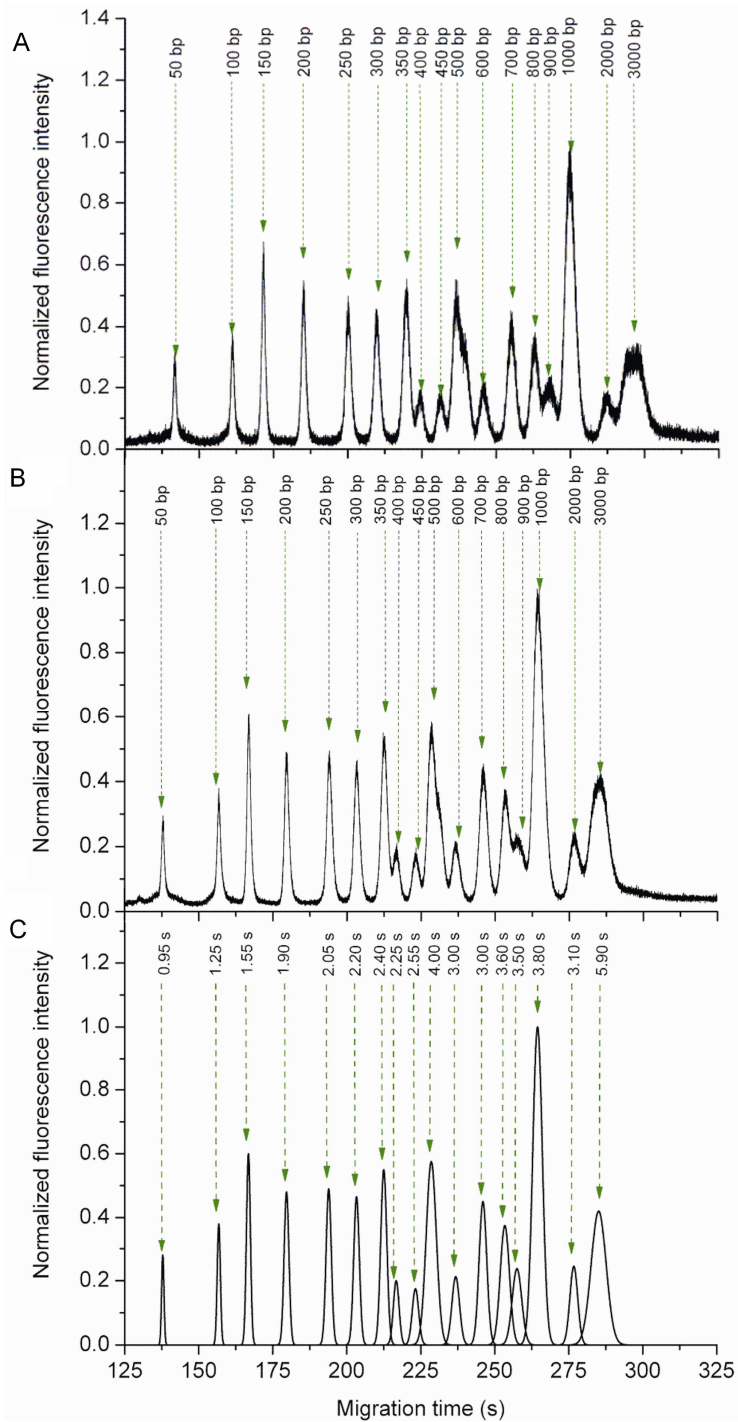 A
Normalized fluorescence intensity
1.4
1.2
1.0
0.8
0.6
0.4
0.2
0.0
50 bp
100 bp
150 bp
200 bp
250 bp
300 bp
350 bp
400 bp
450 bp
500 bp
600 bp
700 bp
800 bp
900 bp
1000 bp
2000 bp
3000 bp
B
Normalized fluorescence intensity
1.2
1.0
0.8
0.6
0.4
0.2
0.0
50 bp
100 bp
150 bp
200 bp
250 bp
300 bp
350 bp
400 bp
450 bp
500 bp
600 bp
700 bp
800 bp
900 bp
1000 bp
2000 bp
3000 bp
C
Normalized fluorescence intensity
1.2
1.0
0.8
0.6
0.4
0.2
0.0
0.95 s
1.25 s
1.55 s
1.90 s
2.05 s
2.20 s
2.40 s
2.25 s
2.55 s
4.00 s
3.00 s
3.00 s
3.60 s
3.50 s
3.80 s
3.10 s
5.90 s
125 150 175 200 225 250 275 300 325
Migration time (s)